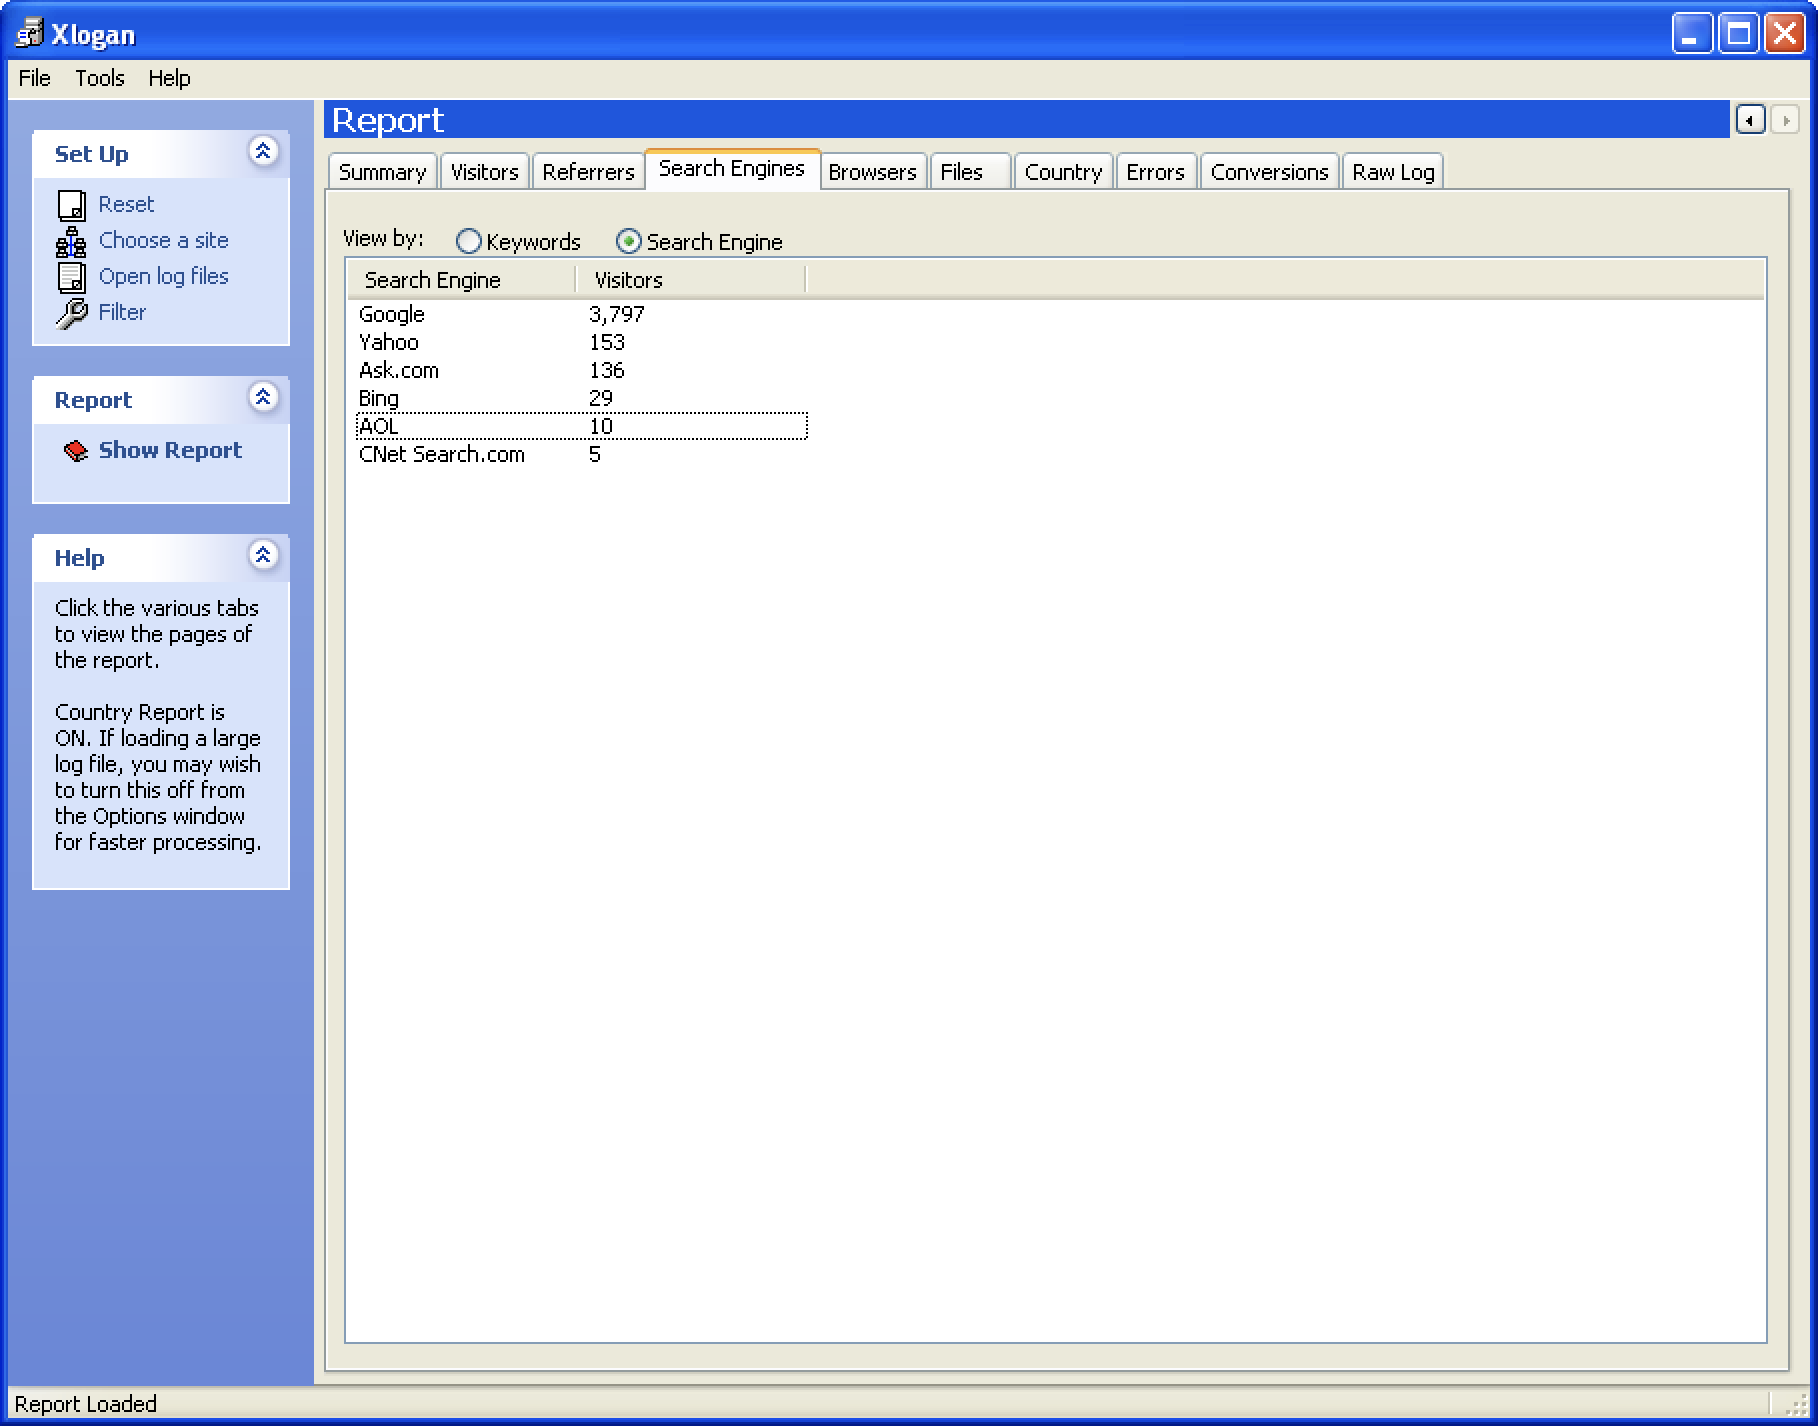 Xlogan
File Tools Help
Set Up
Reset
Choose a site
Open log files
Filter
Report
Show Report
Help
Click the various tabs
to view the pages of
the report.
Country Report is
ON. If loading a large
log file, you may wish
to turn this off from
the Options window
for faster processing.
Report
Summary Visitors Referrers Search Engines Browsers Files Country Errors Conversions Raw Log
View by: Keywords Search Engine
Search Engine Visitors
Google 3,797
Yahoo 153
Ask.com 136
Bing 29
AOL 10
CNet Search.com 5
Report Loaded